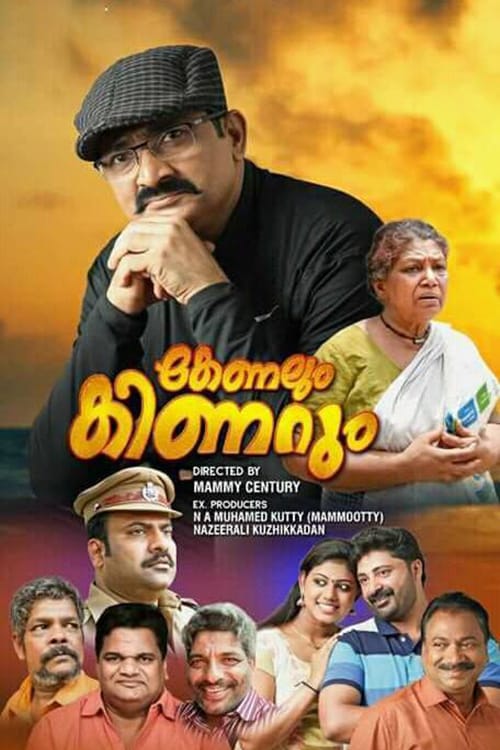 കേണലും
കിണറും
DIRECTED BY
MAMMY CENTURY
EX. PRODUCERS
N A MUHAMED KUTTY (MAMMOOTTY)
NAZEERALI KUZHIKKADAN